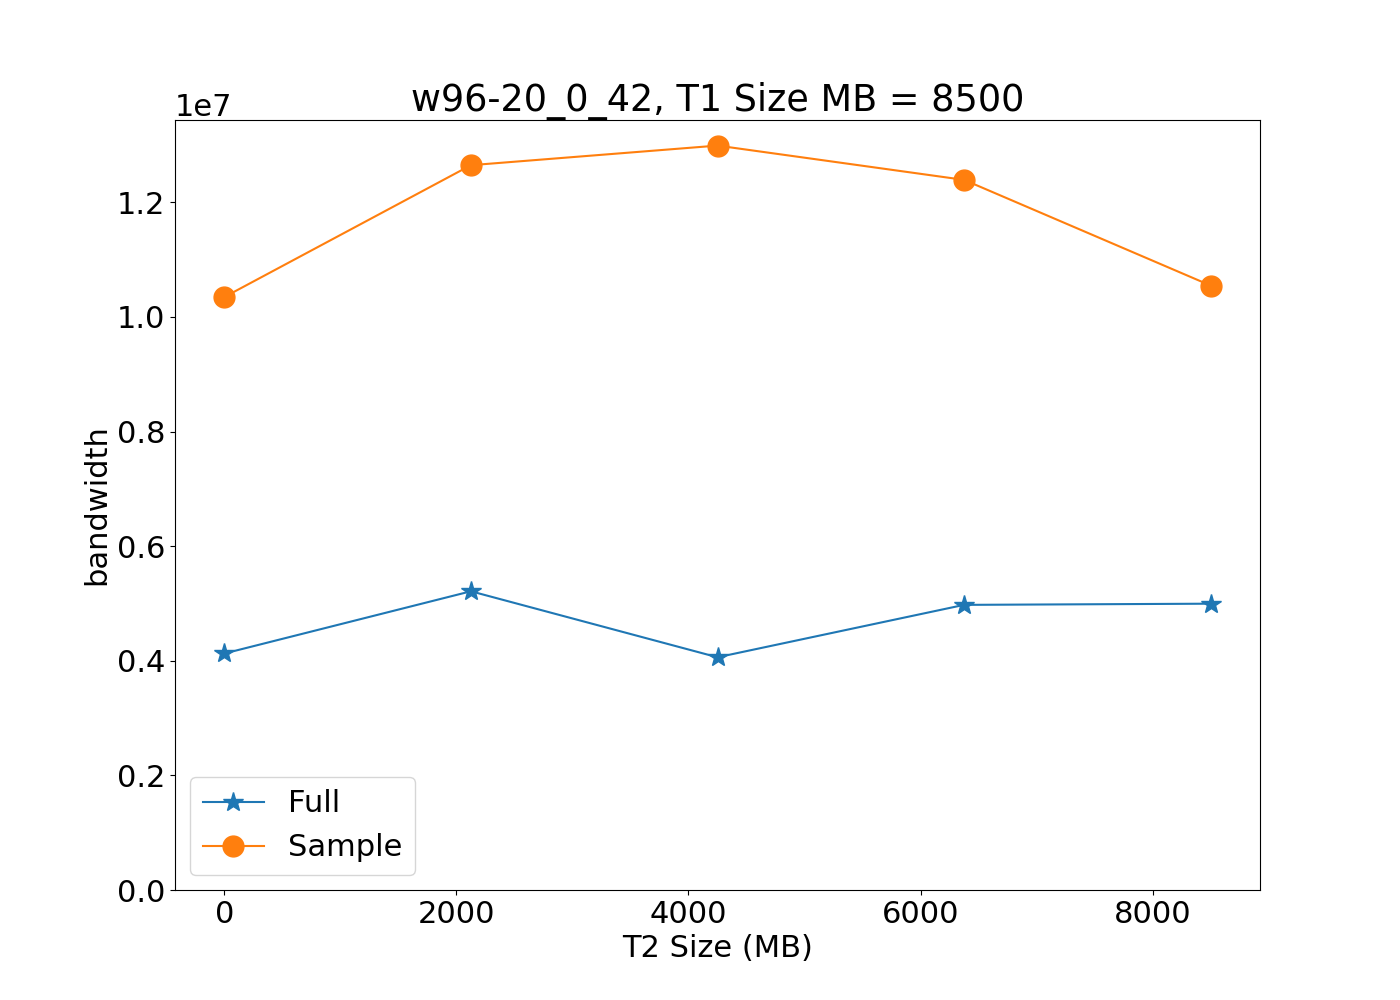 w96-20_0_42, T1 Size MB = 8500
1e7
1.2
1.0
0.8
0.6
0.4
0.2
0.0
bandwidth
Full
Sample
0 2000 4000 6000 8000
T2 Size (MB)